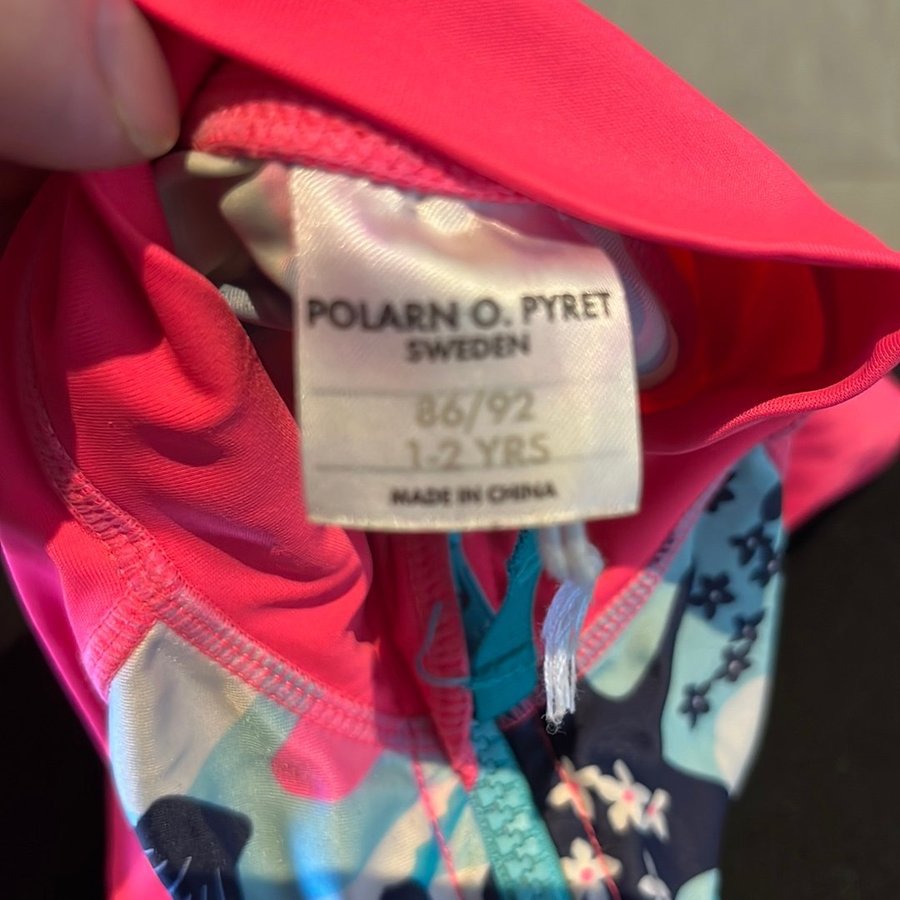 POLARN O. PYRET
SWEDEN
86/92
1-2 YRS
MADE IN CHINA